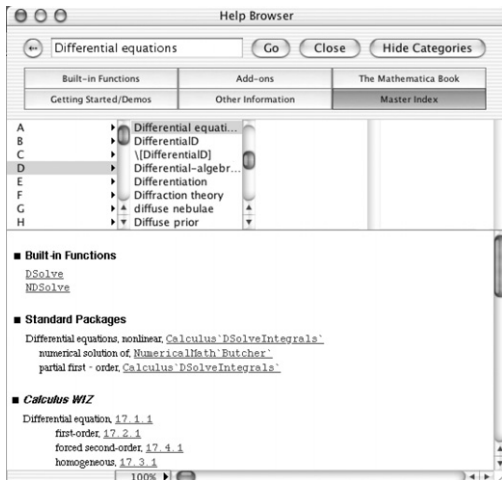 Help Browser
Differential equations Go Close Hide Categories
Built-in Functions Add-ons The Mathematica Book
Getting Started/Demos Other Information Master Index
A Differential equati...
B DifferentialD
C \[DifferentialD]
D Differential-algebr...
E Differentiation
F Diffraction theory
G diffuse nebulae
H Diffuse prior
■ Built-in Functions
DSolve
NDSolve
■ Standard Packages
Differential equations, nonlinear, Calculus`DSolveIntegrals`
numerical solution of, NumericalMath`Butcher`
partial first - order, Calculus`DSolveIntegrals`
■ Calculus WIZ
Differential equation, 17.1.1
first-order, 17.2.1
forced second-order, 17.4.1
homogeneous, 17.3.1
100%